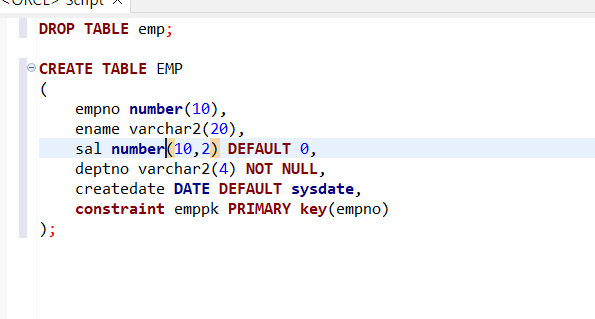 <ORCL> Script
DROP TABLE emp;
CREATE TABLE EMP
(
empno number(10),
ename varchar2(20),
sal number(10,2) DEFAULT 0,
deptno varchar2(4) NOT NULL,
createdate DATE DEFAULT sysdate,
constraint emppk PRIMARY key(empno)
);